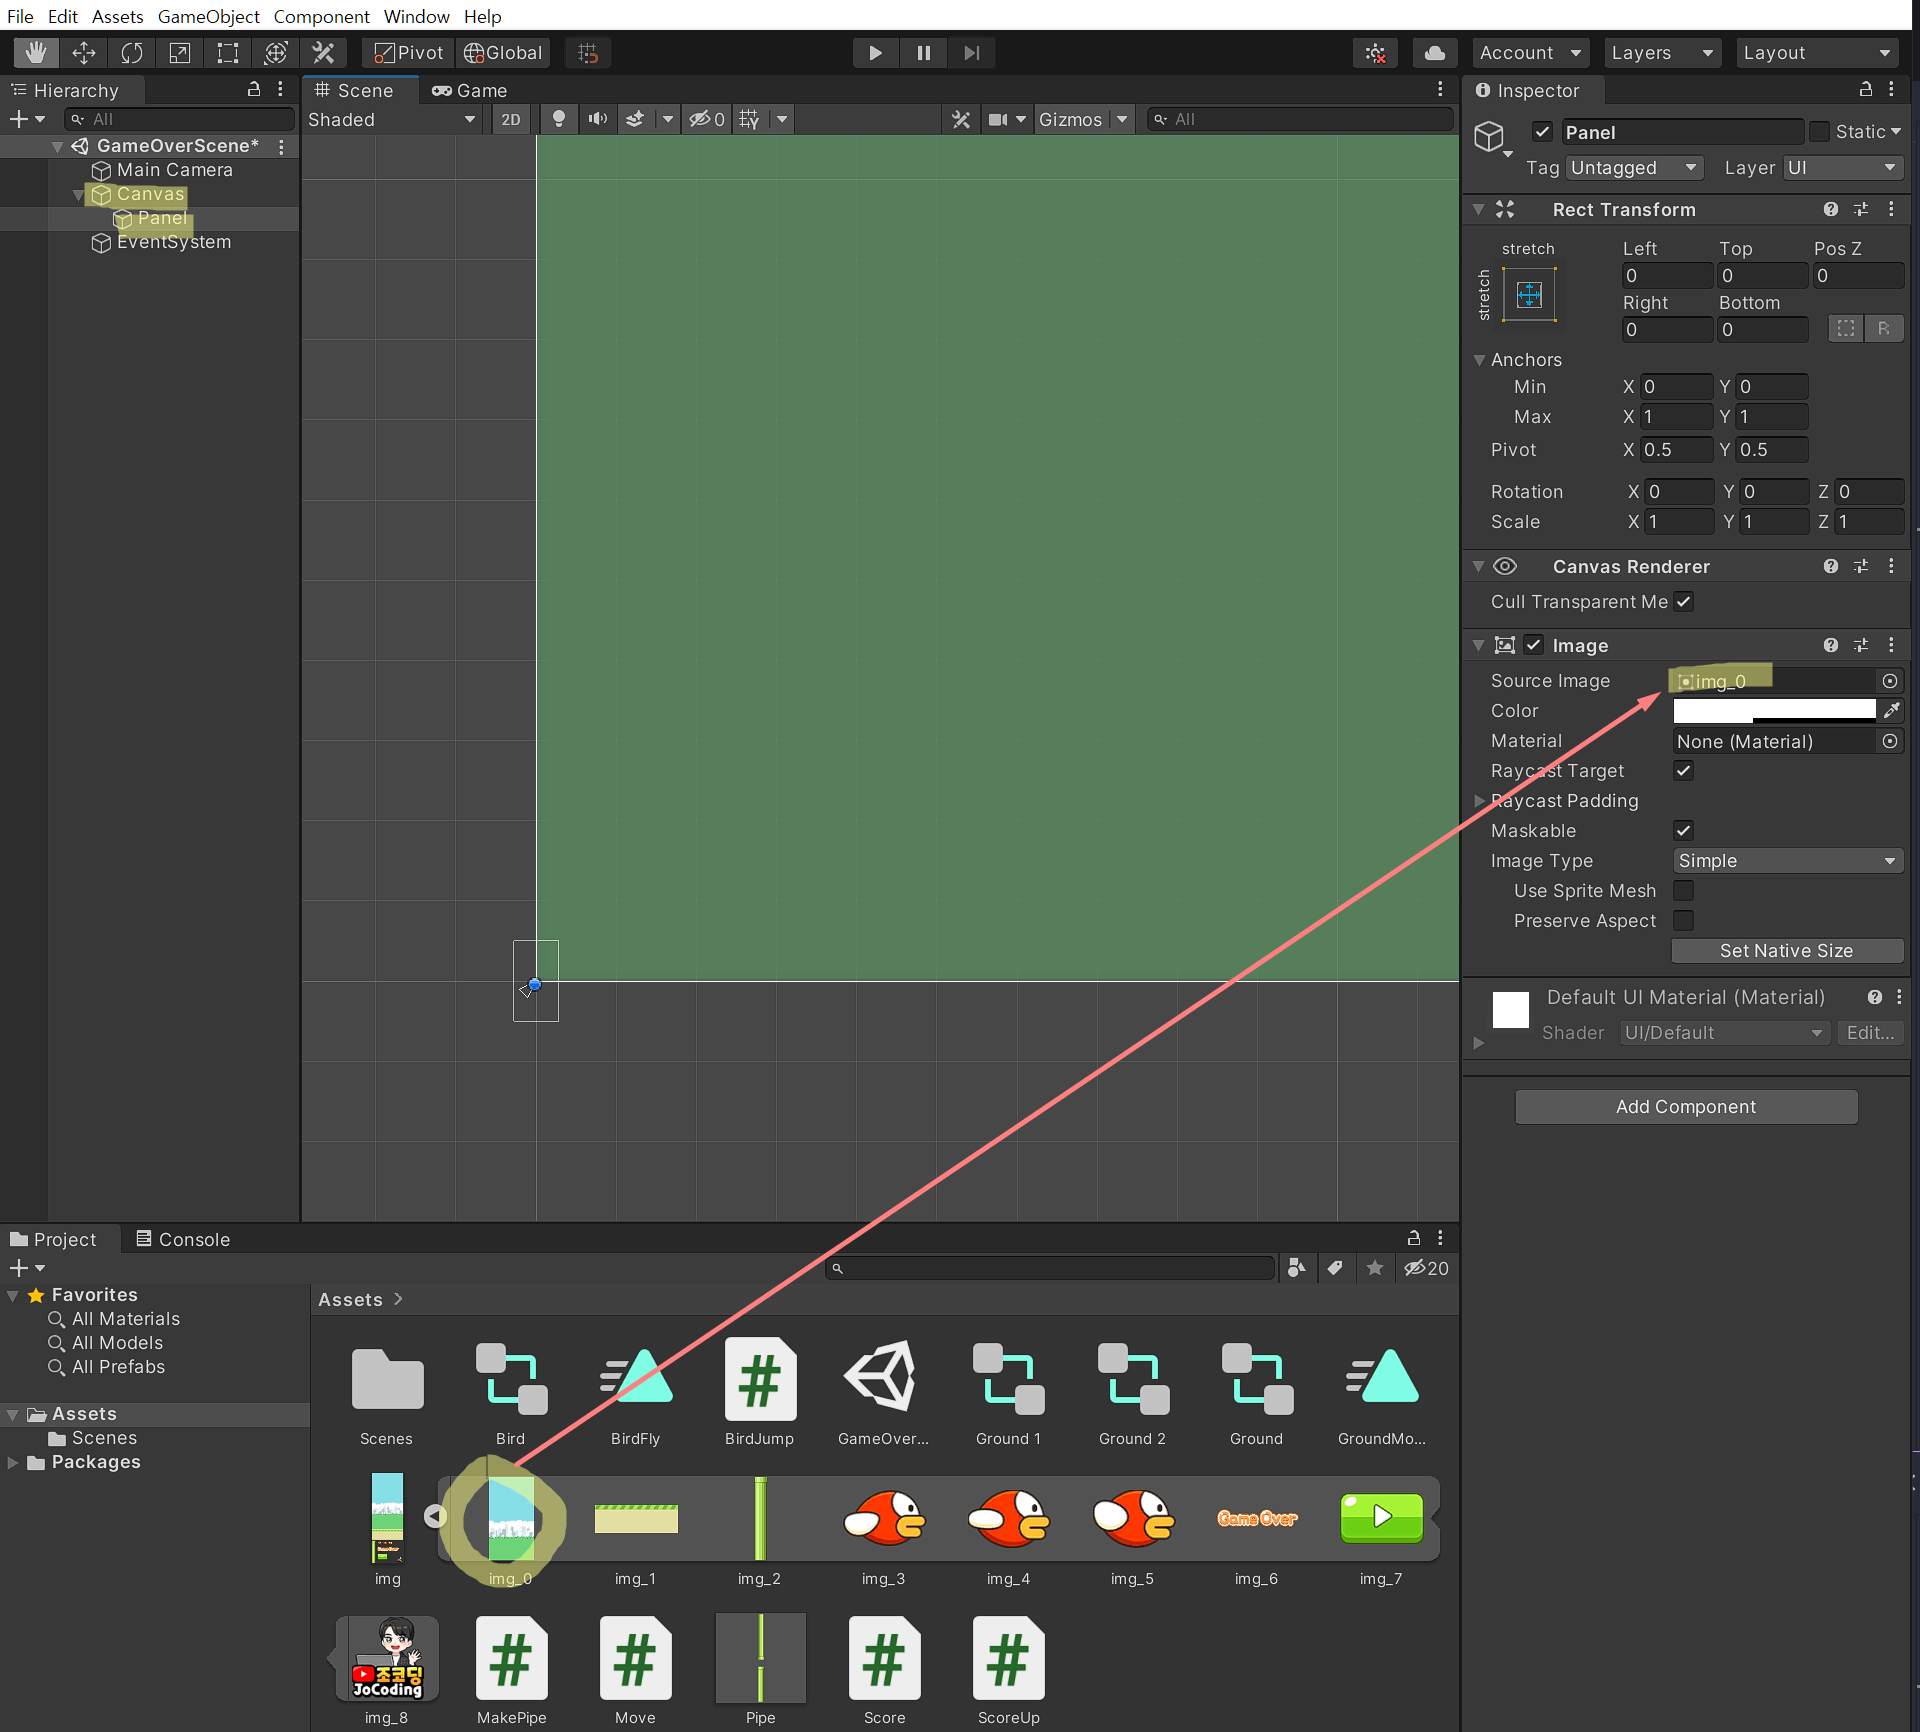 File Edit Assets GameObject Component Window Help
Pivot Global Account Layers Layout
Hierarchy
All
GameOverScene*
Main Camera
Canvas
Panel
EventSystem
Scene Game
Shaded 2D 0 Gizmos All
Inspector
Panel Static
Tag Untagged Layer UI
Rect Transform
stretch Left Top Pos Z
stretch 0 0 0
Right Bottom
0 0 R
Anchors
Min X 0 Y 0
Max X 1 Y 1
Pivot X 0.5 Y 0.5
Rotation X 0 Y 0 Z 0
Scale X 1 Y 1 Z 1
Canvas Renderer
Cull Transparent Me
Image
Source Image img_0
Color
Material None (Material)
Raycast Target
Raycast Padding
Maskable
Image Type Simple
Use Sprite Mesh
Preserve Aspect
Set Native Size
Default UI Material (Material)
Shader UI/Default Edit...
Add Component
Project Console
20
Favorites
All Materials
All Models
All Prefabs
Assets
Scenes
Packages
Assets
Scenes Bird BirdFly BirdJump GameOver... Ground 1 Ground 2 Ground GroundMo...
Game Over
img img_0 img_1 img_2 img_3 img_4 img_5 img_6 img_7
조코딩
JoCoding
img_8 MakePipe Move Pipe Score ScoreUp